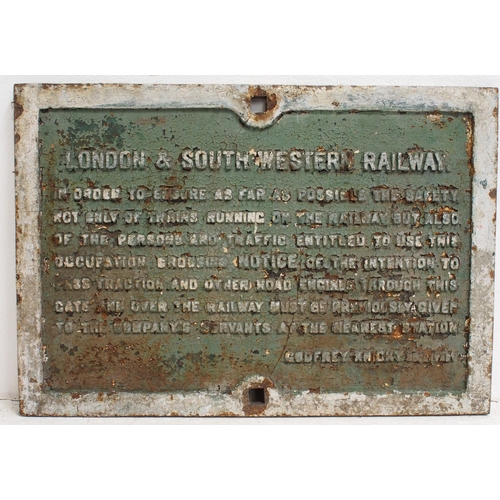 LONDON & SOUTH WESTERN RAILWAY
IN ORDER TO ENSURE AS FAR AS POSSIBLE THE SAFETY
NOT ONLY OF TRAINS RUNNING ON THE RAILWAY BUT ALSO
OF THE PERSONS AND TRAFFIC ENTITLED TO USE THIS
OCCUPATION CROSSING NOTICE OF THE INTENTION TO
PASS TRACTION AND OTHER ROAD ENGINES THROUGH THIS
GATE AND OVER THE RAILWAY MUST BE PREVIOUSLY GIVEN
TO THE COMPANY'S SERVANTS AT THE NEAREST STATION
GODFREY KNIGHT